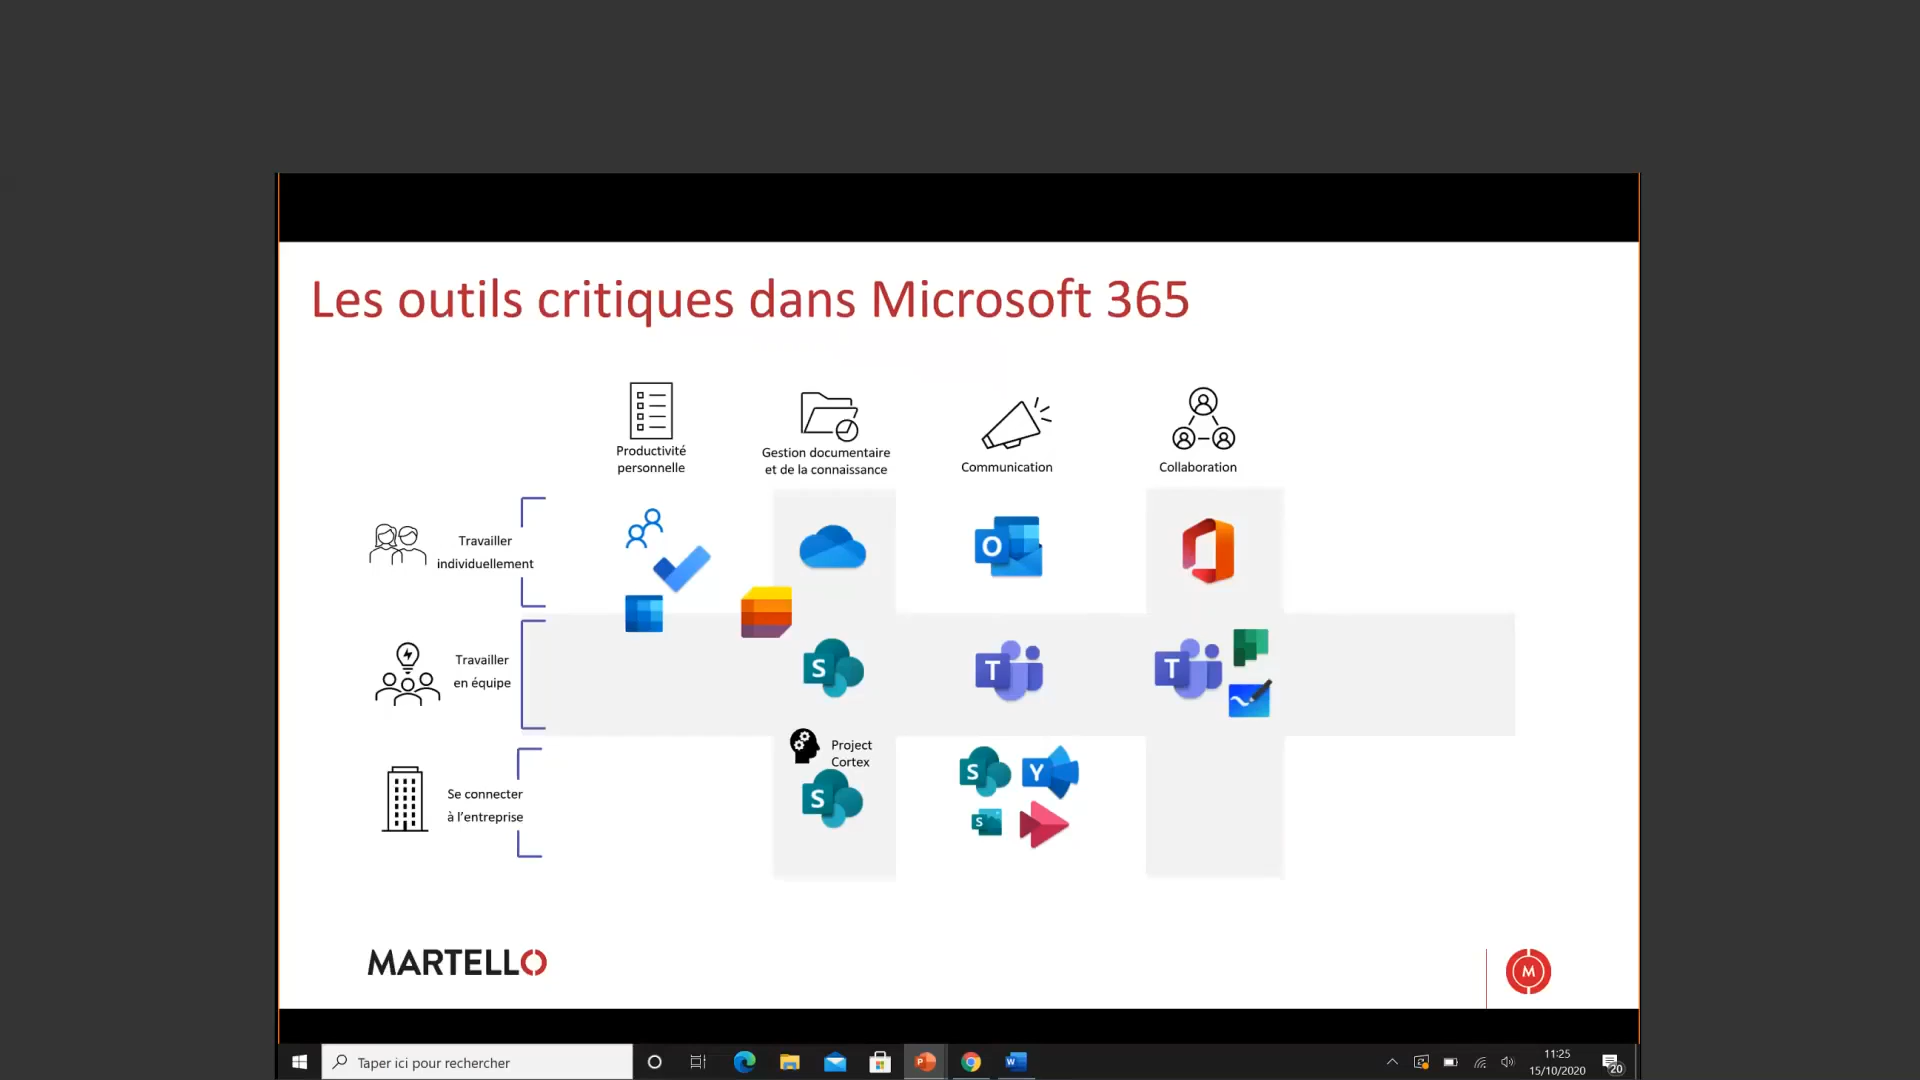 Les outils critiques dans Microsoft 365
Productivité
personnelle
Gestion documentaire
et de la connaissance
Communication
Collaboration
Travailler
individuellement
O
Travailler
en équipe
S
T
T
Project
Cortex
Se connecter
à l'entreprise
S
S
Y
S
MARTELLO
M
Taper ici pour rechercher
P
W
11:25
15/10/2020
20